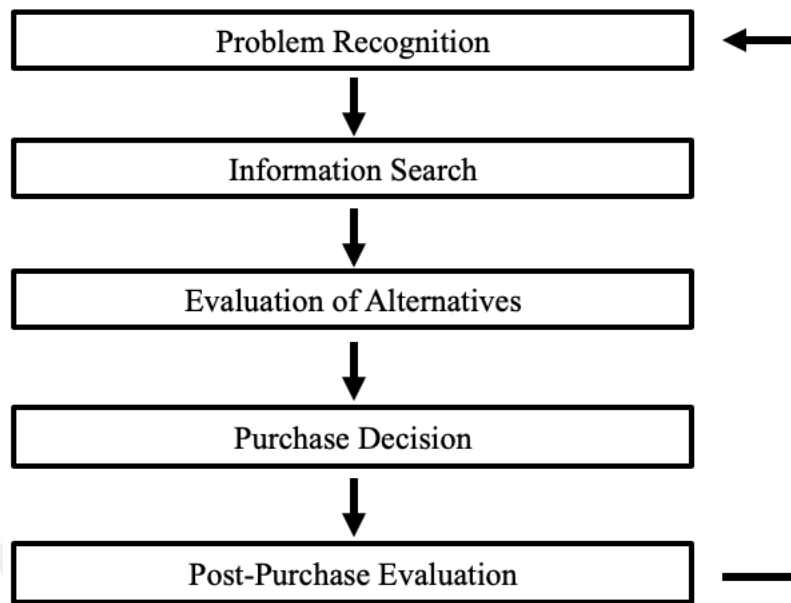 Problem Recognition
Information Search
Evaluation of Alternatives
Purchase Decision
Post-Purchase Evaluation